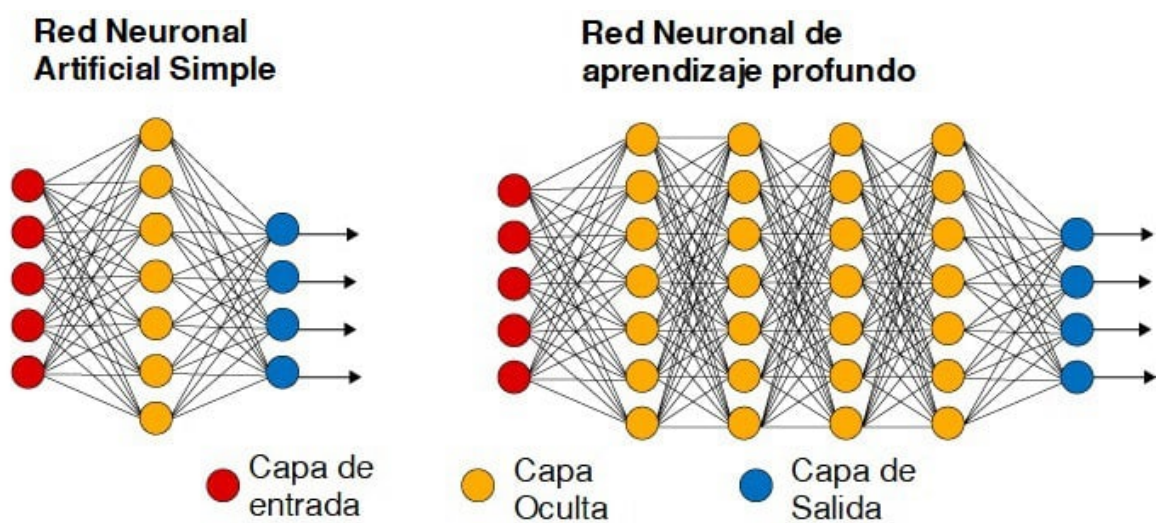 Red Neuronal
Artificial Simple
Red Neuronal de
aprendizaje profundo
Capa de
entrada
Capa
Oculta
Capa de
Salida